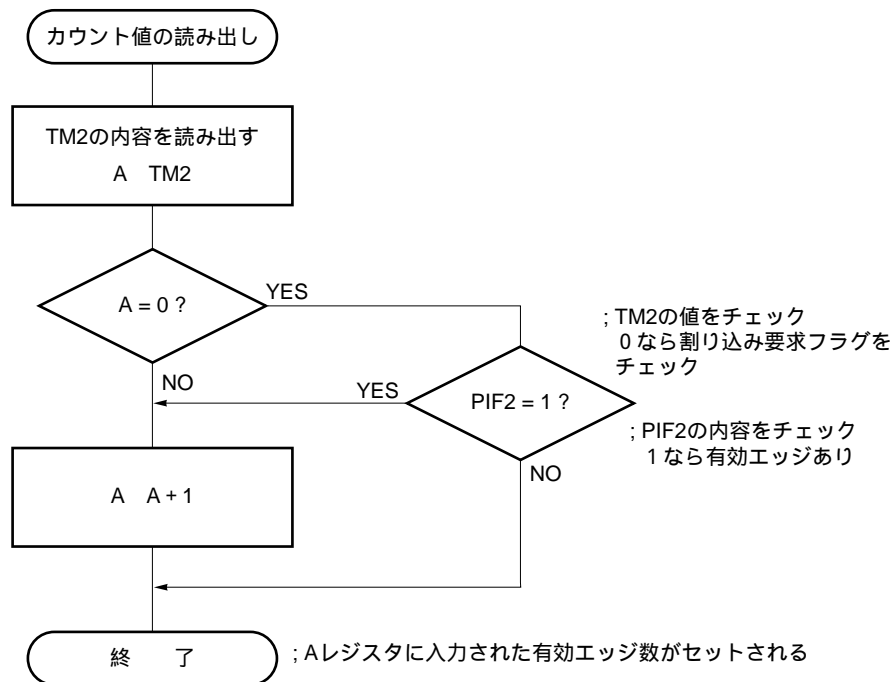 カウント値の読み出し
TM2の内容を読み出す
A TM2
A = 0 ?
YES
NO
; TM2の値をチェック
0 なら割り込み要求フラグを
チェック
YES
PIF2 = 1 ?
NO
; PIF2の内容をチェック
1 なら有効エッジあり
A A + 1
終 了
; Aレジスタに入力された有効エッジ数がセットされる